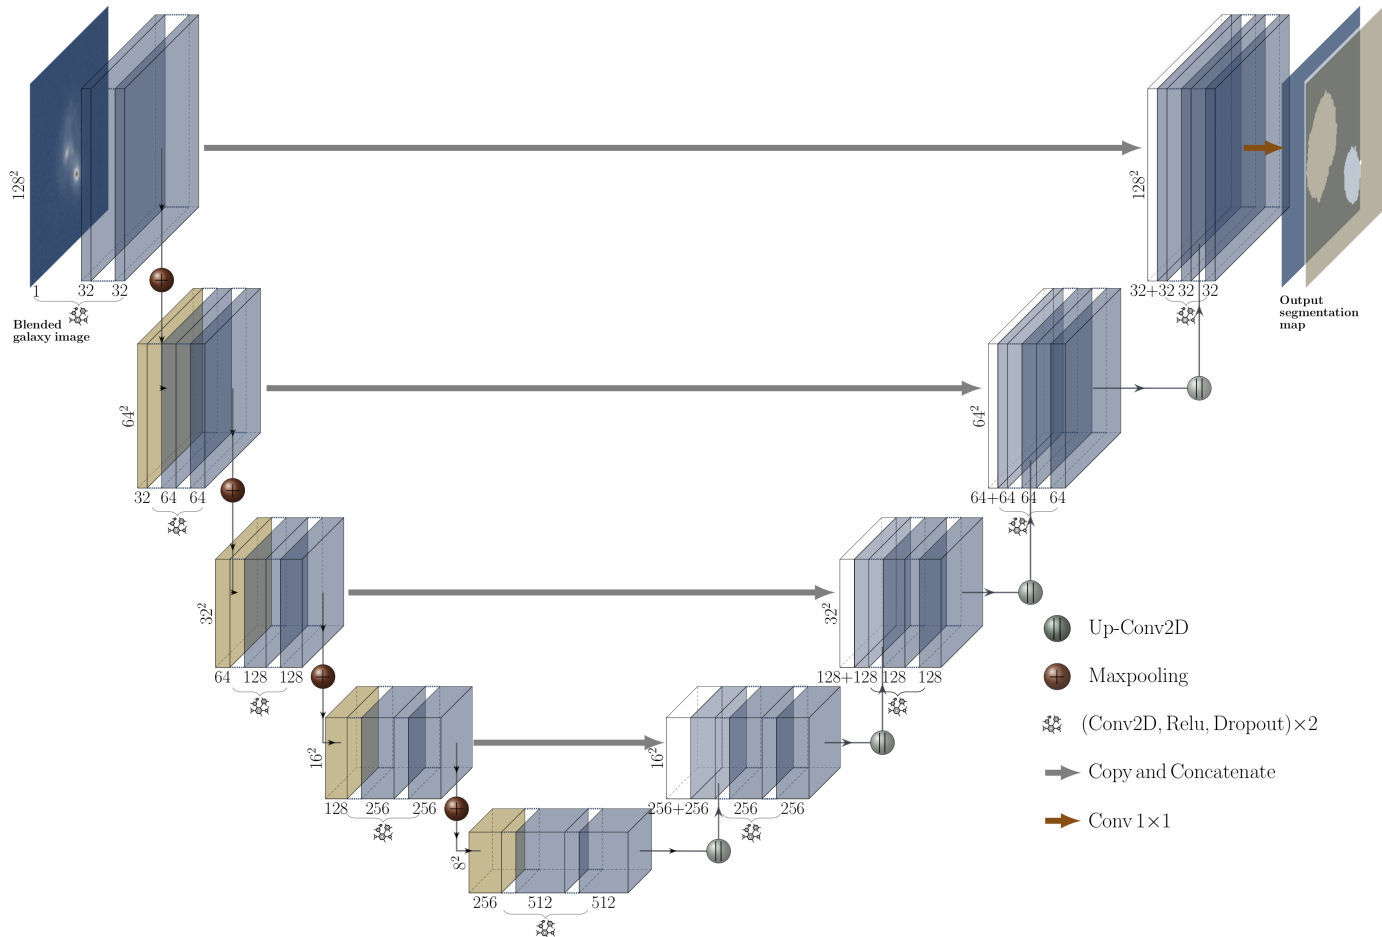 128²
1 32 32
Blended
galaxy image
64²
32 64 64
32²
64 128 128
16²
128 256 256
8²
256 512 512
16²
256+256 256 256
32²
128+128 128 128
64²
64+64 64 64
128²
32+32 32 32
Output
segmentation
map
Up-Conv2D
Maxpooling
(Conv2D, Relu, Dropout)×2
Copy and Concatenate
Conv 1×1